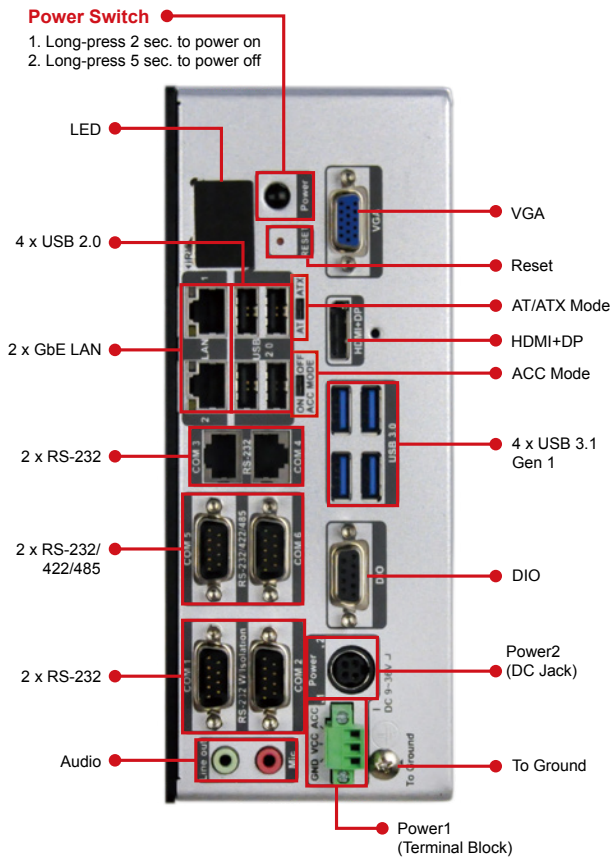 Power Switch
1. Long-press 2 sec. to power on
2. Long-press 5 sec. to power off
LED
4 x USB 2.0
2 x GbE LAN
2 x RS-232
2 x RS-232/
422/485
2 x RS-232
Audio
VGA
Reset
AT/ATX Mode
HDMI+DP
ACC Mode
4 x USB 3.1
Gen 1
DIO
Power2
(DC Jack)
To Ground
Power1
(Terminal Block)
Power
RESET
VGA
1
LAN
2
USB
2.0
AT
ATX
ON
OFF
ACC MODE
HDMI+DP
USB 3.0
COM 3
RS-232
COM 4
COM 5
RS-232/422/485
COM 6
DIO
COM 1
RS-232 W/Isolation
COM 2
Power
DC 9~36V
GND VCC ACC
To Ground
Line out
Mic